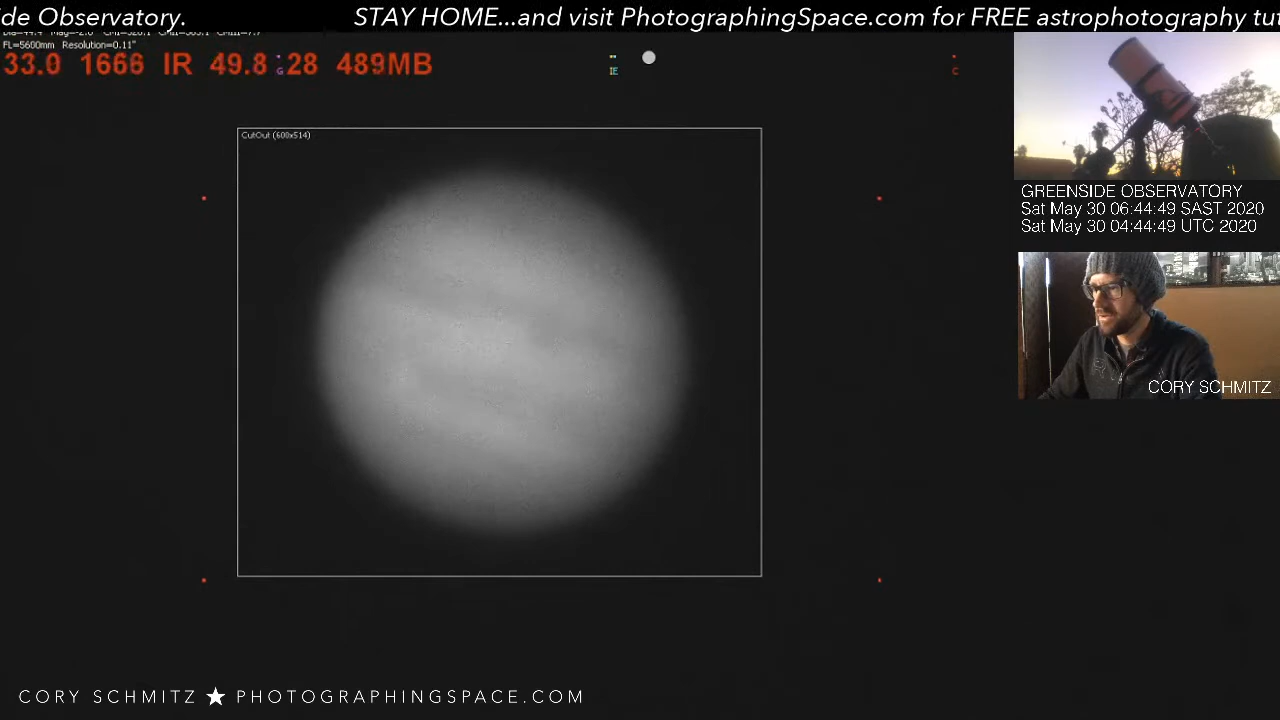 de Observatory. STAY HOME...and visit PhotographingSpace.com for FREE astrophotography tut
FL=5600mm Resolution=0.11"
33.0 1666 IR 49.8 28 489MB
G
E
C
CutOut (600x514)
GREENSIDE OBSERVATORY
Sat May 30 06:44:49 SAST 2020
Sat May 30 04:44:49 UTC 2020
CORY SCHMITZ
CORY SCHMITZ ★ PHOTOGRAPHINGSPACE.COM